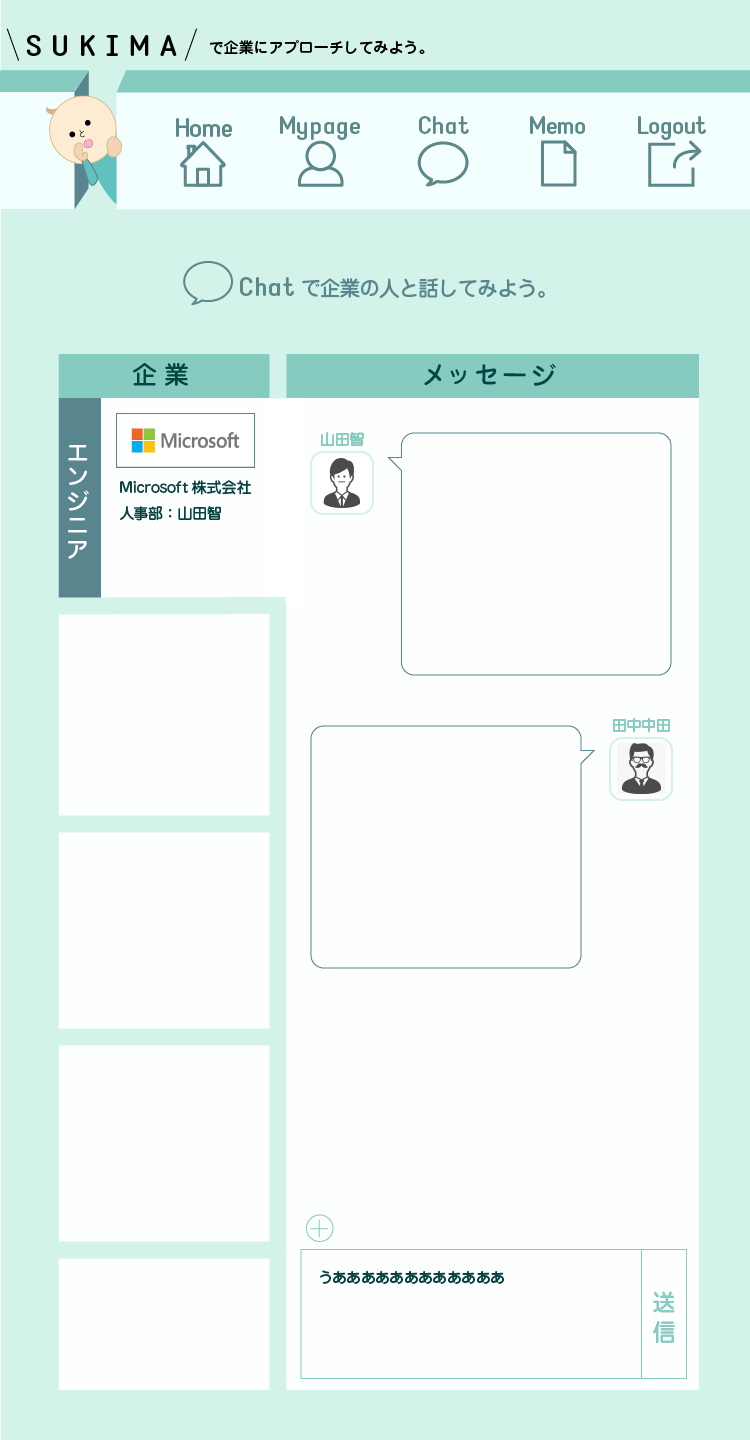 \SUKIMA/で企業にアプローチしてみよう。
Home Mypage Chat Memo Logout
Chat で企業の人と話してみよう。
企業
メッセージ
エンジニア
Microsoft
Microsoft 株式会社
人事部：山田智
山田智
田中中田
うああああああああああああ
送信